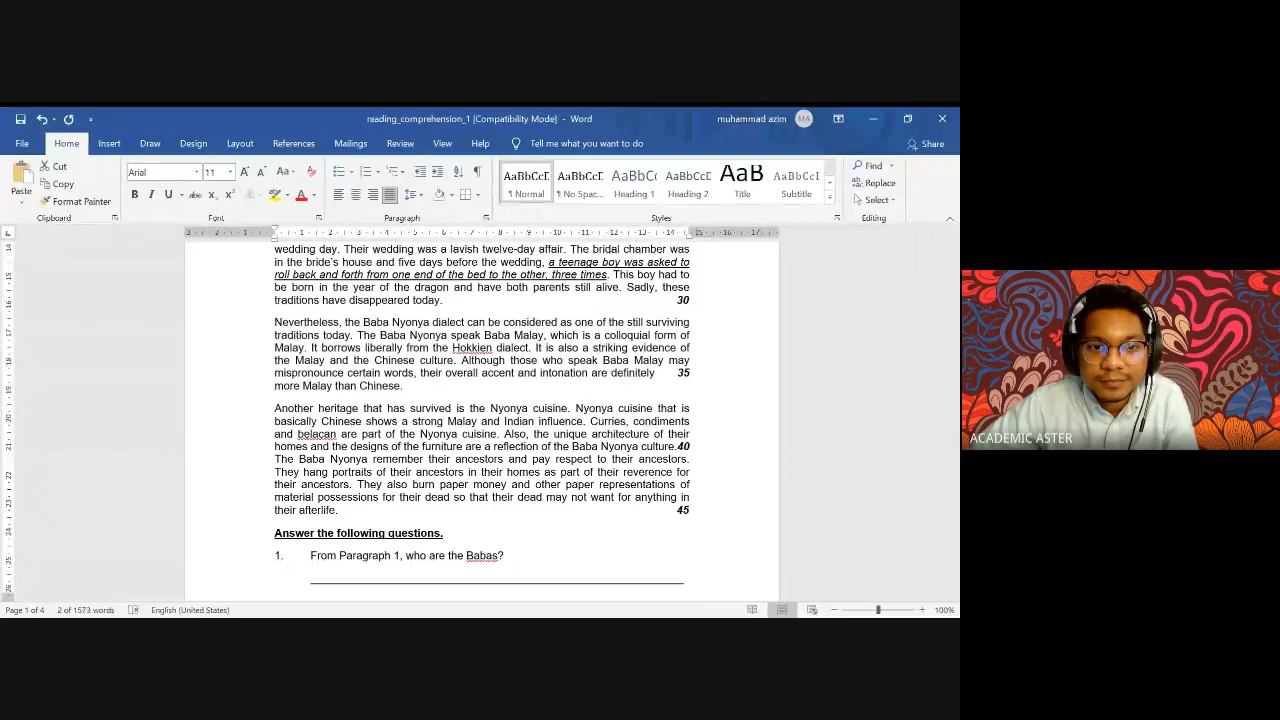 reading_comprehension_1 [Compatibility Mode] - Word
muhammad azim
MA
File Home Insert Draw Design Layout References Mailings Review View Help Tell me what you want to do Share
Paste
Cut
Copy
Format Painter
Clipboard
Arial 11
Font
Paragraph
AaBbCcI AaBbCcI AaBbCc AaBbCcI AaB AaBbCcI
¶ Normal ¶ No Spac... Heading 1 Heading 2 Title Subtitle
Styles
Find
Replace
Select
Editing
wedding day. Their wedding was a lavish twelve-day affair. The bridal chamber was
in the bride's house and five days before the wedding, a teenage boy was asked to
roll back and forth from one end of the bed to the other, three times. This boy had to
be born in the year of the dragon and have both parents still alive. Sadly, these
traditions have disappeared today. 30
Nevertheless, the Baba Nyonya dialect can be considered as one of the still surviving
traditions today. The Baba Nyonya speak Baba Malay, which is a colloquial form of
Malay. It borrows liberally from the Hokkien dialect. It is also a striking evidence of
the Malay and the Chinese culture. Although those who speak Baba Malay may
mispronounce certain words, their overall accent and intonation are definitely 35
more Malay than Chinese.
Another heritage that has survived is the Nyonya cuisine. Nyonya cuisine that is
basically Chinese shows a strong Malay and Indian influence. Curries, condiments
and belacan are part of the Nyonya cuisine. Also, the unique architecture of their
homes and the designs of the furniture are a reflection of the Baba Nyonya culture.40
The Baba Nyonya remember their ancestors and pay respect to their ancestors.
They hang portraits of their ancestors in their homes as part of their reverence for
their ancestors. They also burn paper money and other paper representations of
material possessions for their dead so that their dead may not want for anything in
their afterlife. 45
Answer the following questions.
1. From Paragraph 1, who are the Babas?
Page 1 of 4 2 of 1573 words English (United States) 100%
ACADEMIC ASTER